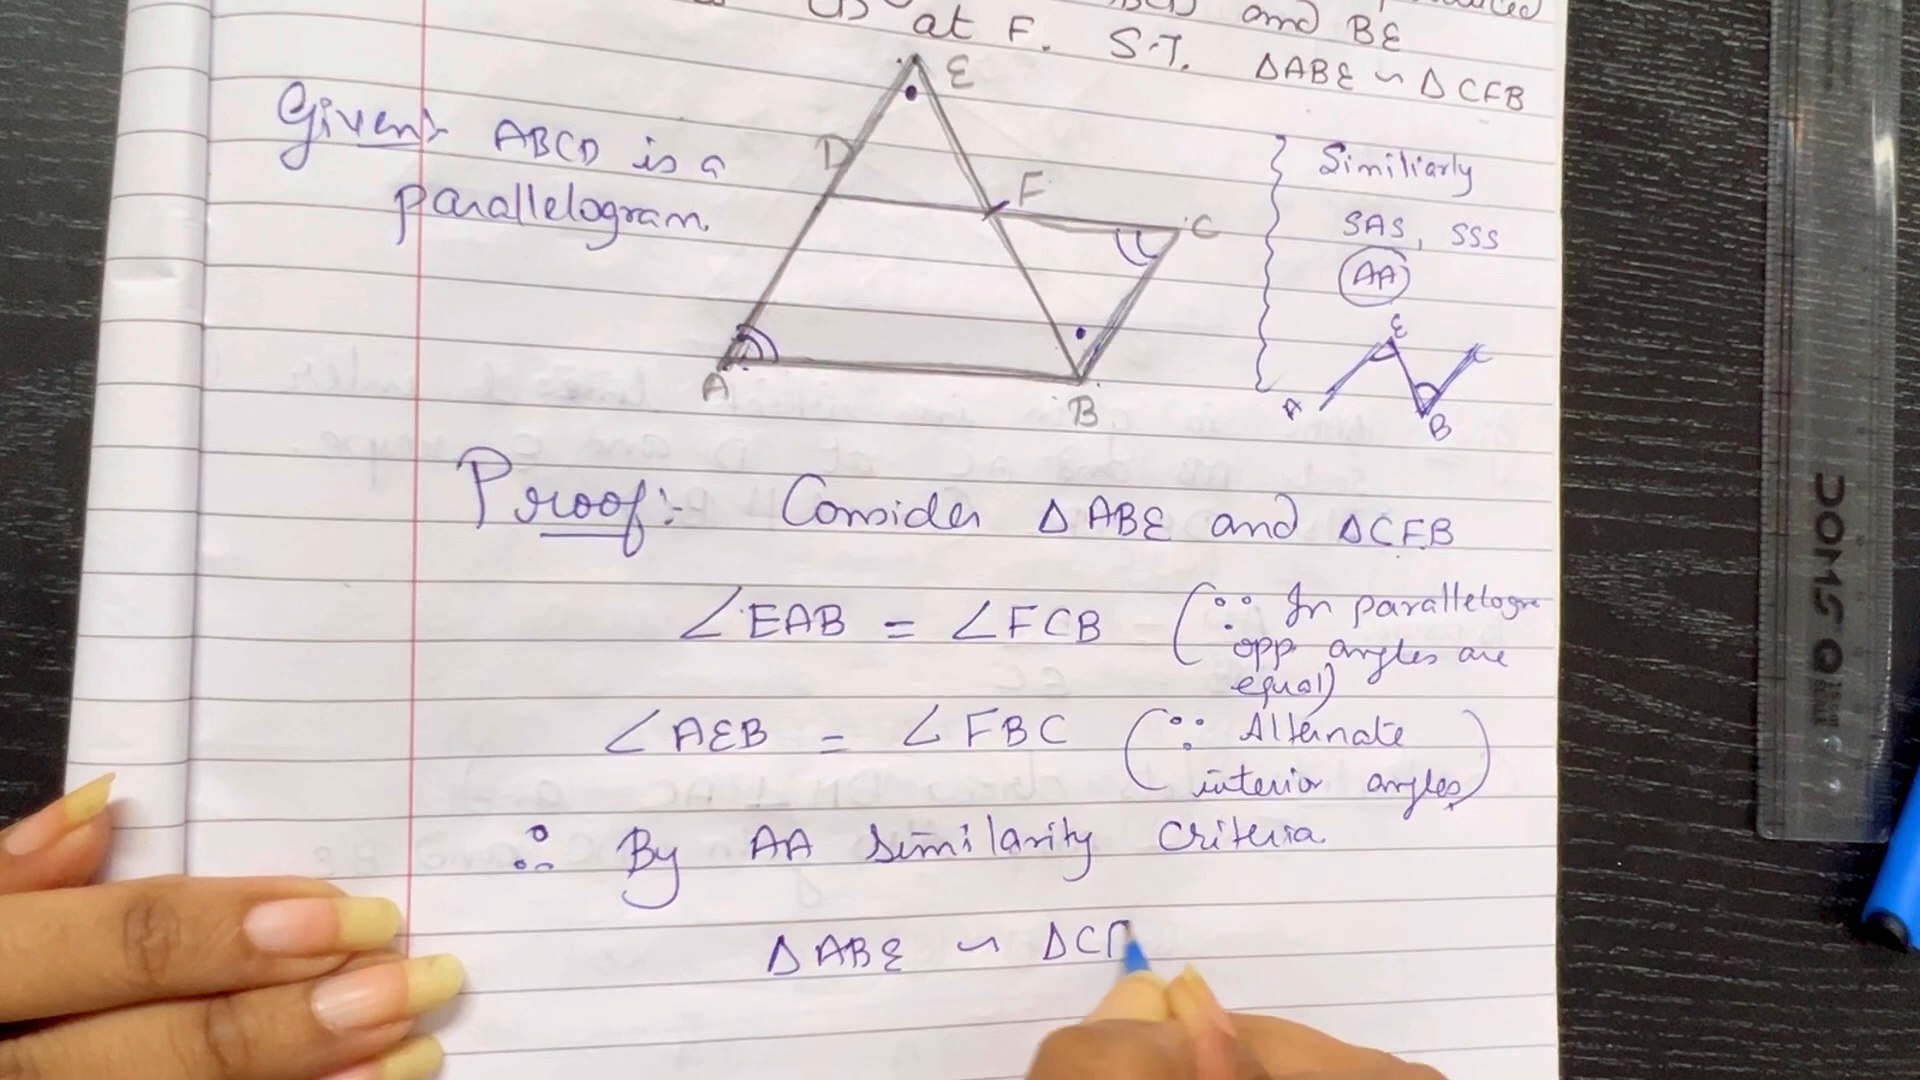 and BE
at F. S.T. ΔABE ∽ ΔCFB
Given:- ABCD is a
parallelogram.
E
D
F
C
A
B
Similiarly
SAS, SSS
AA
E
A
B
C
Proof:- Consider ΔABE and ΔCFB
∠EAB = ∠FCB (∵ In parallelogra
opp angles are
equal)
∠AEB = ∠FBC (∵ Alternate
interior angles)
∴ By AA similarity criteria
ΔABE ∽ ΔCF
DOMS